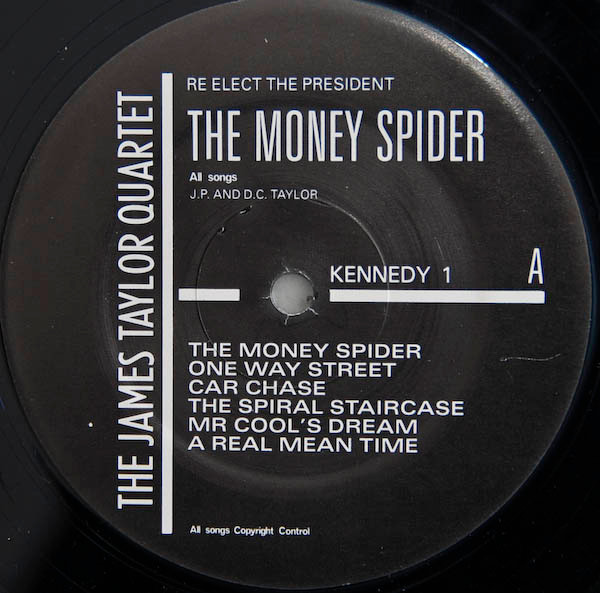 THE JAMES TAYLOR QUARTET
RE ELECT THE PRESIDENT
THE MONEY SPIDER
All songs
J.P. AND D.C. TAYLOR
KENNEDY 1
A
THE MONEY SPIDER
ONE WAY STREET
CAR CHASE
THE SPIRAL STAIRCASE
MR COOL'S DREAM
A REAL MEAN TIME
All songs Copyright Control